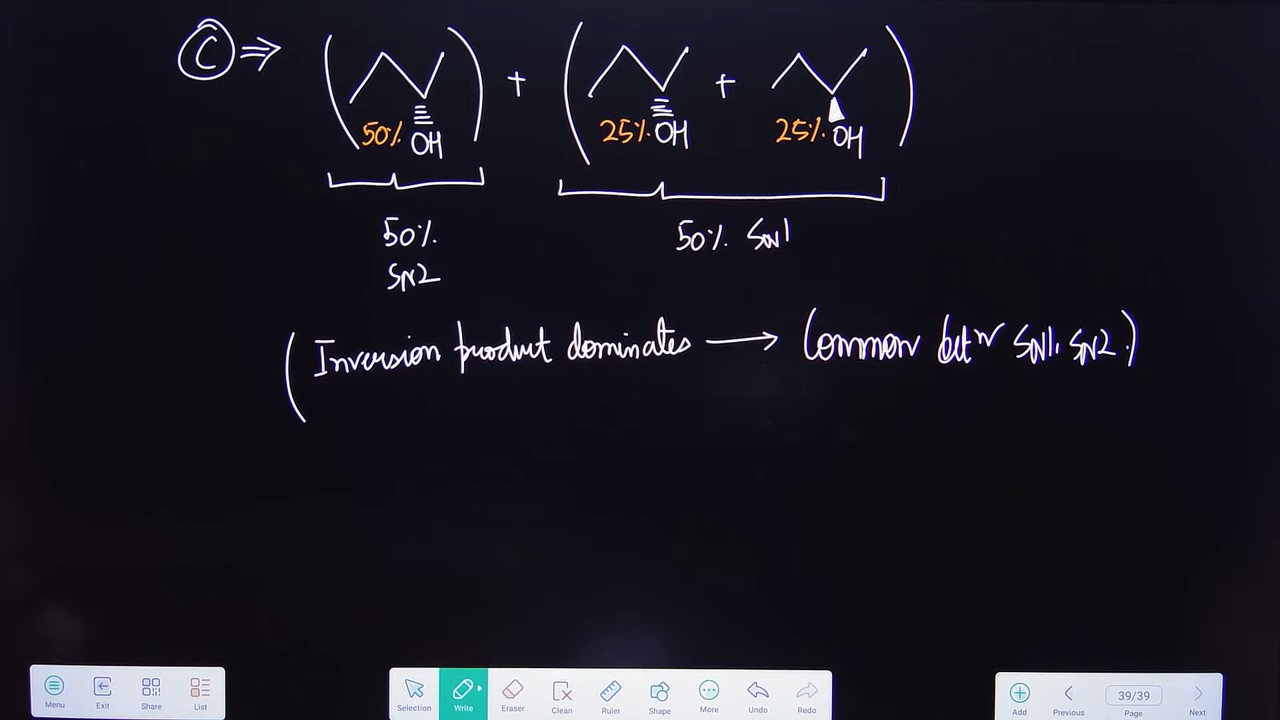 C ⇒
+ +
50% OH 25% OH 25% OH
50% SN2
50% SN1
(Inversion product dominates ⟶ Common betn SN1, SN2.)
Menu Exit Share List
Selection Write Eraser Clean Ruler Shape More Undo Redo
Add Previous 39/39 Page Next